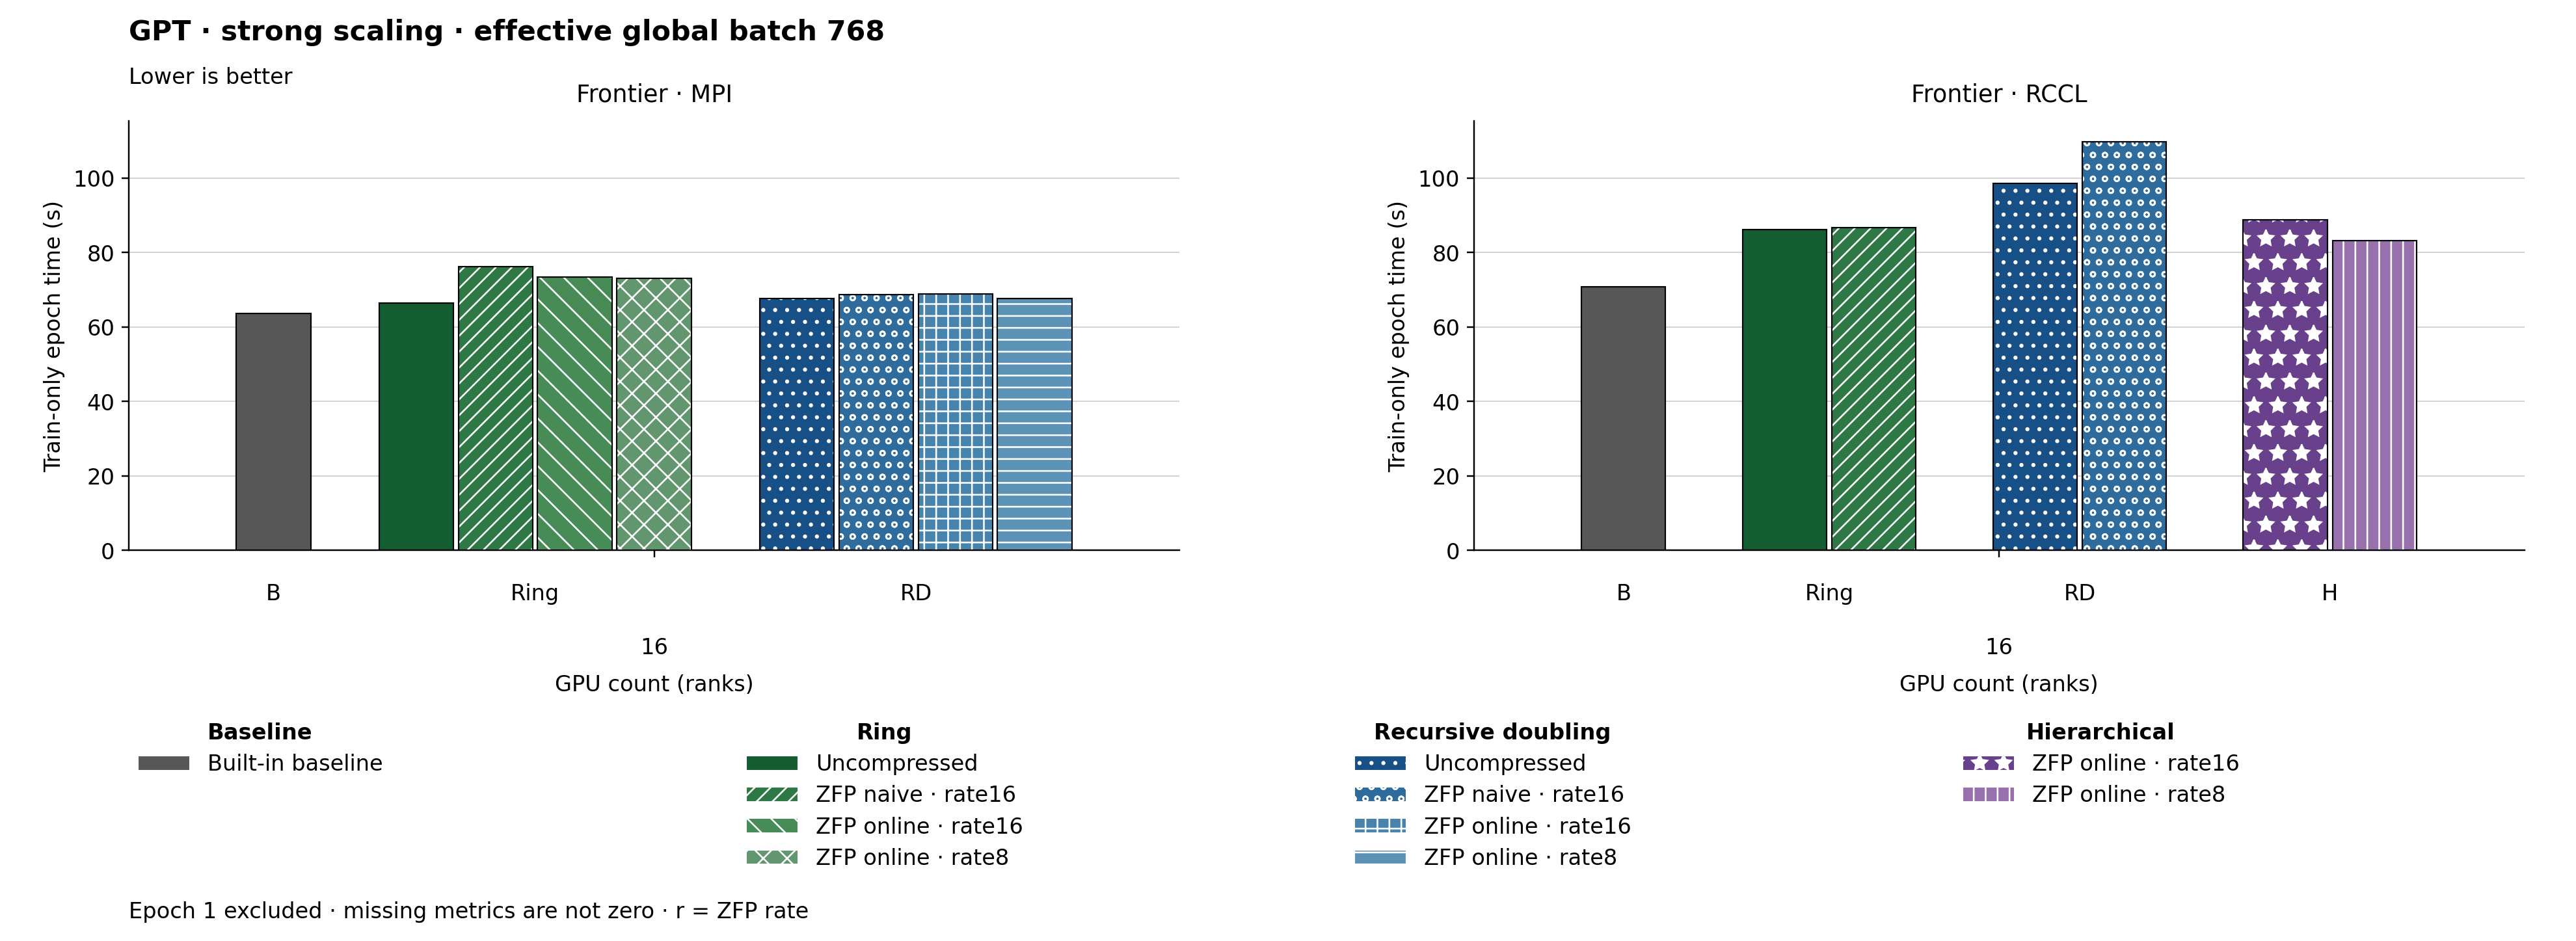 GPT · strong scaling · effective global batch 768
Lower is better
Frontier · MPI
Train-only epoch time (s)
100
80
60
40
20
0
B Ring RD
16
GPU count (ranks)
Frontier · RCCL
Train-only epoch time (s)
100
80
60
40
20
0
B Ring RD H
16
GPU count (ranks)
Baseline
Built-in baseline
Ring
Uncompressed
ZFP naive · rate16
ZFP online · rate16
ZFP online · rate8
Recursive doubling
Uncompressed
ZFP naive · rate16
ZFP online · rate16
ZFP online · rate8
Hierarchical
ZFP online · rate16
ZFP online · rate8
Epoch 1 excluded · missing metrics are not zero · r = ZFP rate